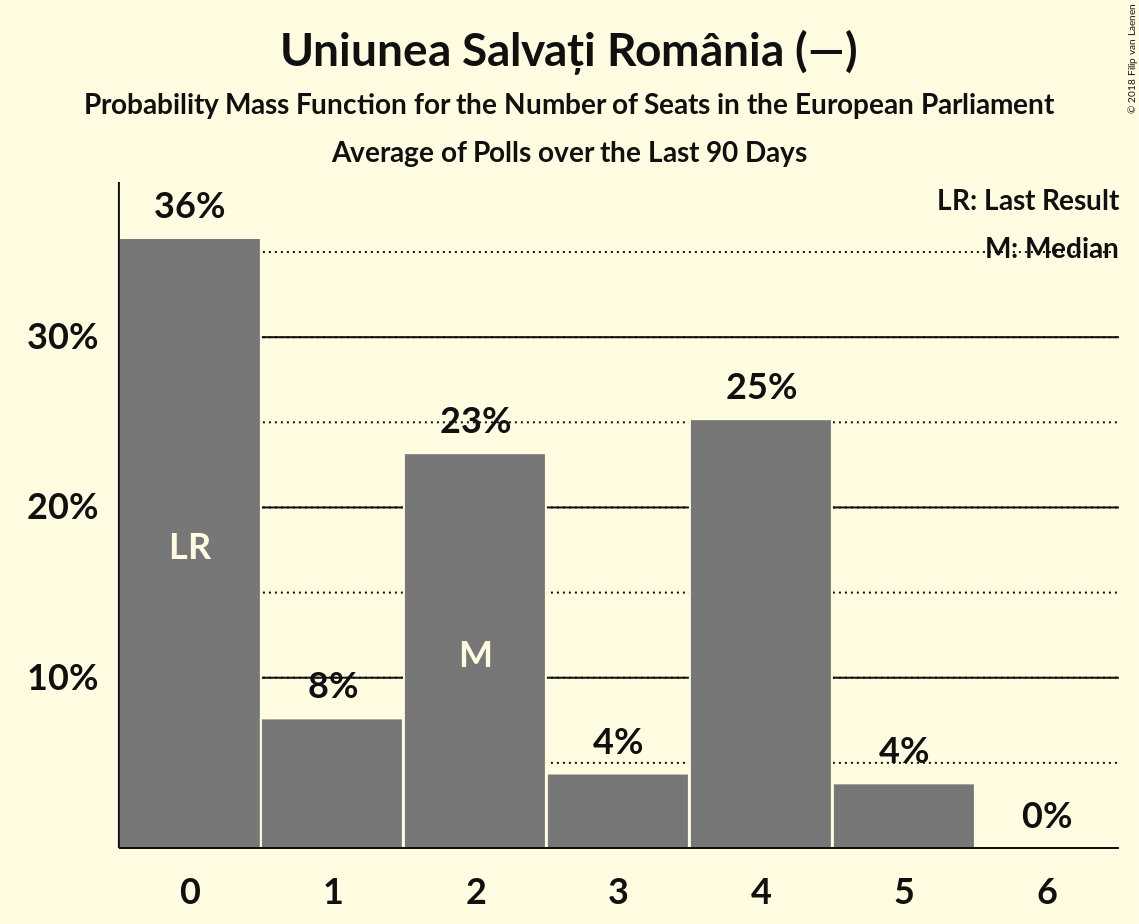 Uniunea Salvați România (—)
Probability Mass Function for the Number of Seats in the European Parliament
Average of Polls over the Last 90 Days
© 2018 Filip van Laenen
LR: Last Result
M: Median
36%
30%
25%
23%
20%
LR
M
10%
8%
4%
4%
0%
0 1 2 3 4 5 6